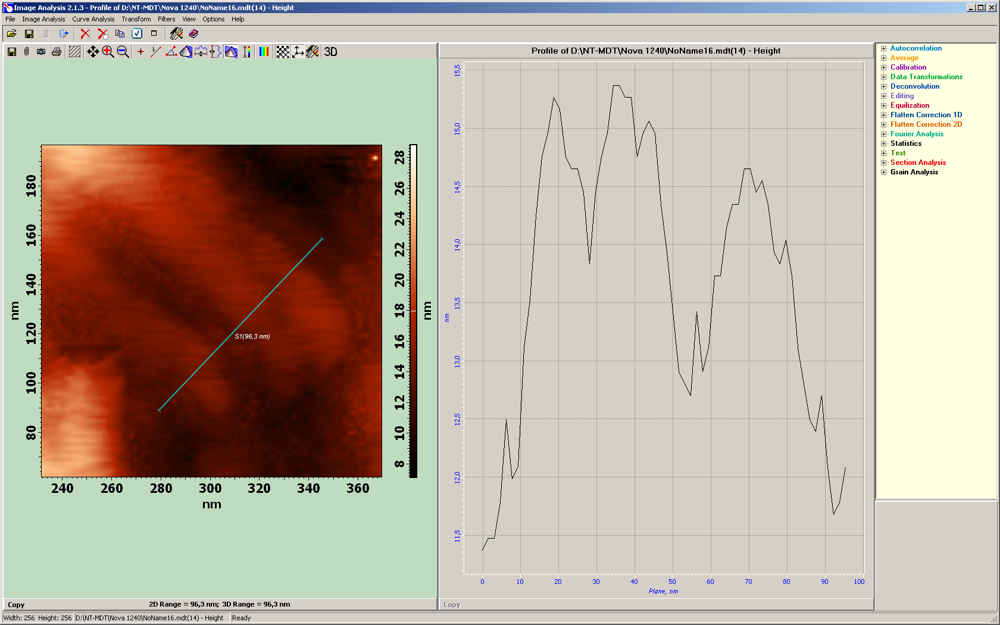 Image Analysis 2.1.3 - Profile of D:\NT-MDT\Nova 1240\NoName16.mdt(14) - Height
File Image Analysis Curve Analysis Transform Filters View Options Help
3D
Profile of D:\NT-MDT\Nova 1240\NoName16.mdt(14) - Height
Autocorrelation
Average
Calibration
Data Transformations
Deconvolution
Editing
Equilization
Flatten Correction 1D
Flatten Correction 2D
Fourier Analysis
Statistics
Test
Section Analysis
Grain Analysis
180
160
140
120
100
80
nm
240 260 280 300 320 340 360
nm
S1(96,3 nm)
28
26
24
22
20
18
16
14
12
10
8
nm
15,5
15,0
14,5
14,0
13,5
13,0
12,5
12,0
11,5
nm
0 10 20 30 40 50 60 70 80 90 100
Plane, nm
Copy 2D Range = 96,3 nm; 3D Range = 96,3 nm
Copy
Width: 256 Height: 256 D:\NT-MDT\Nova 1240\NoName16.mdt(14) - Height Ready